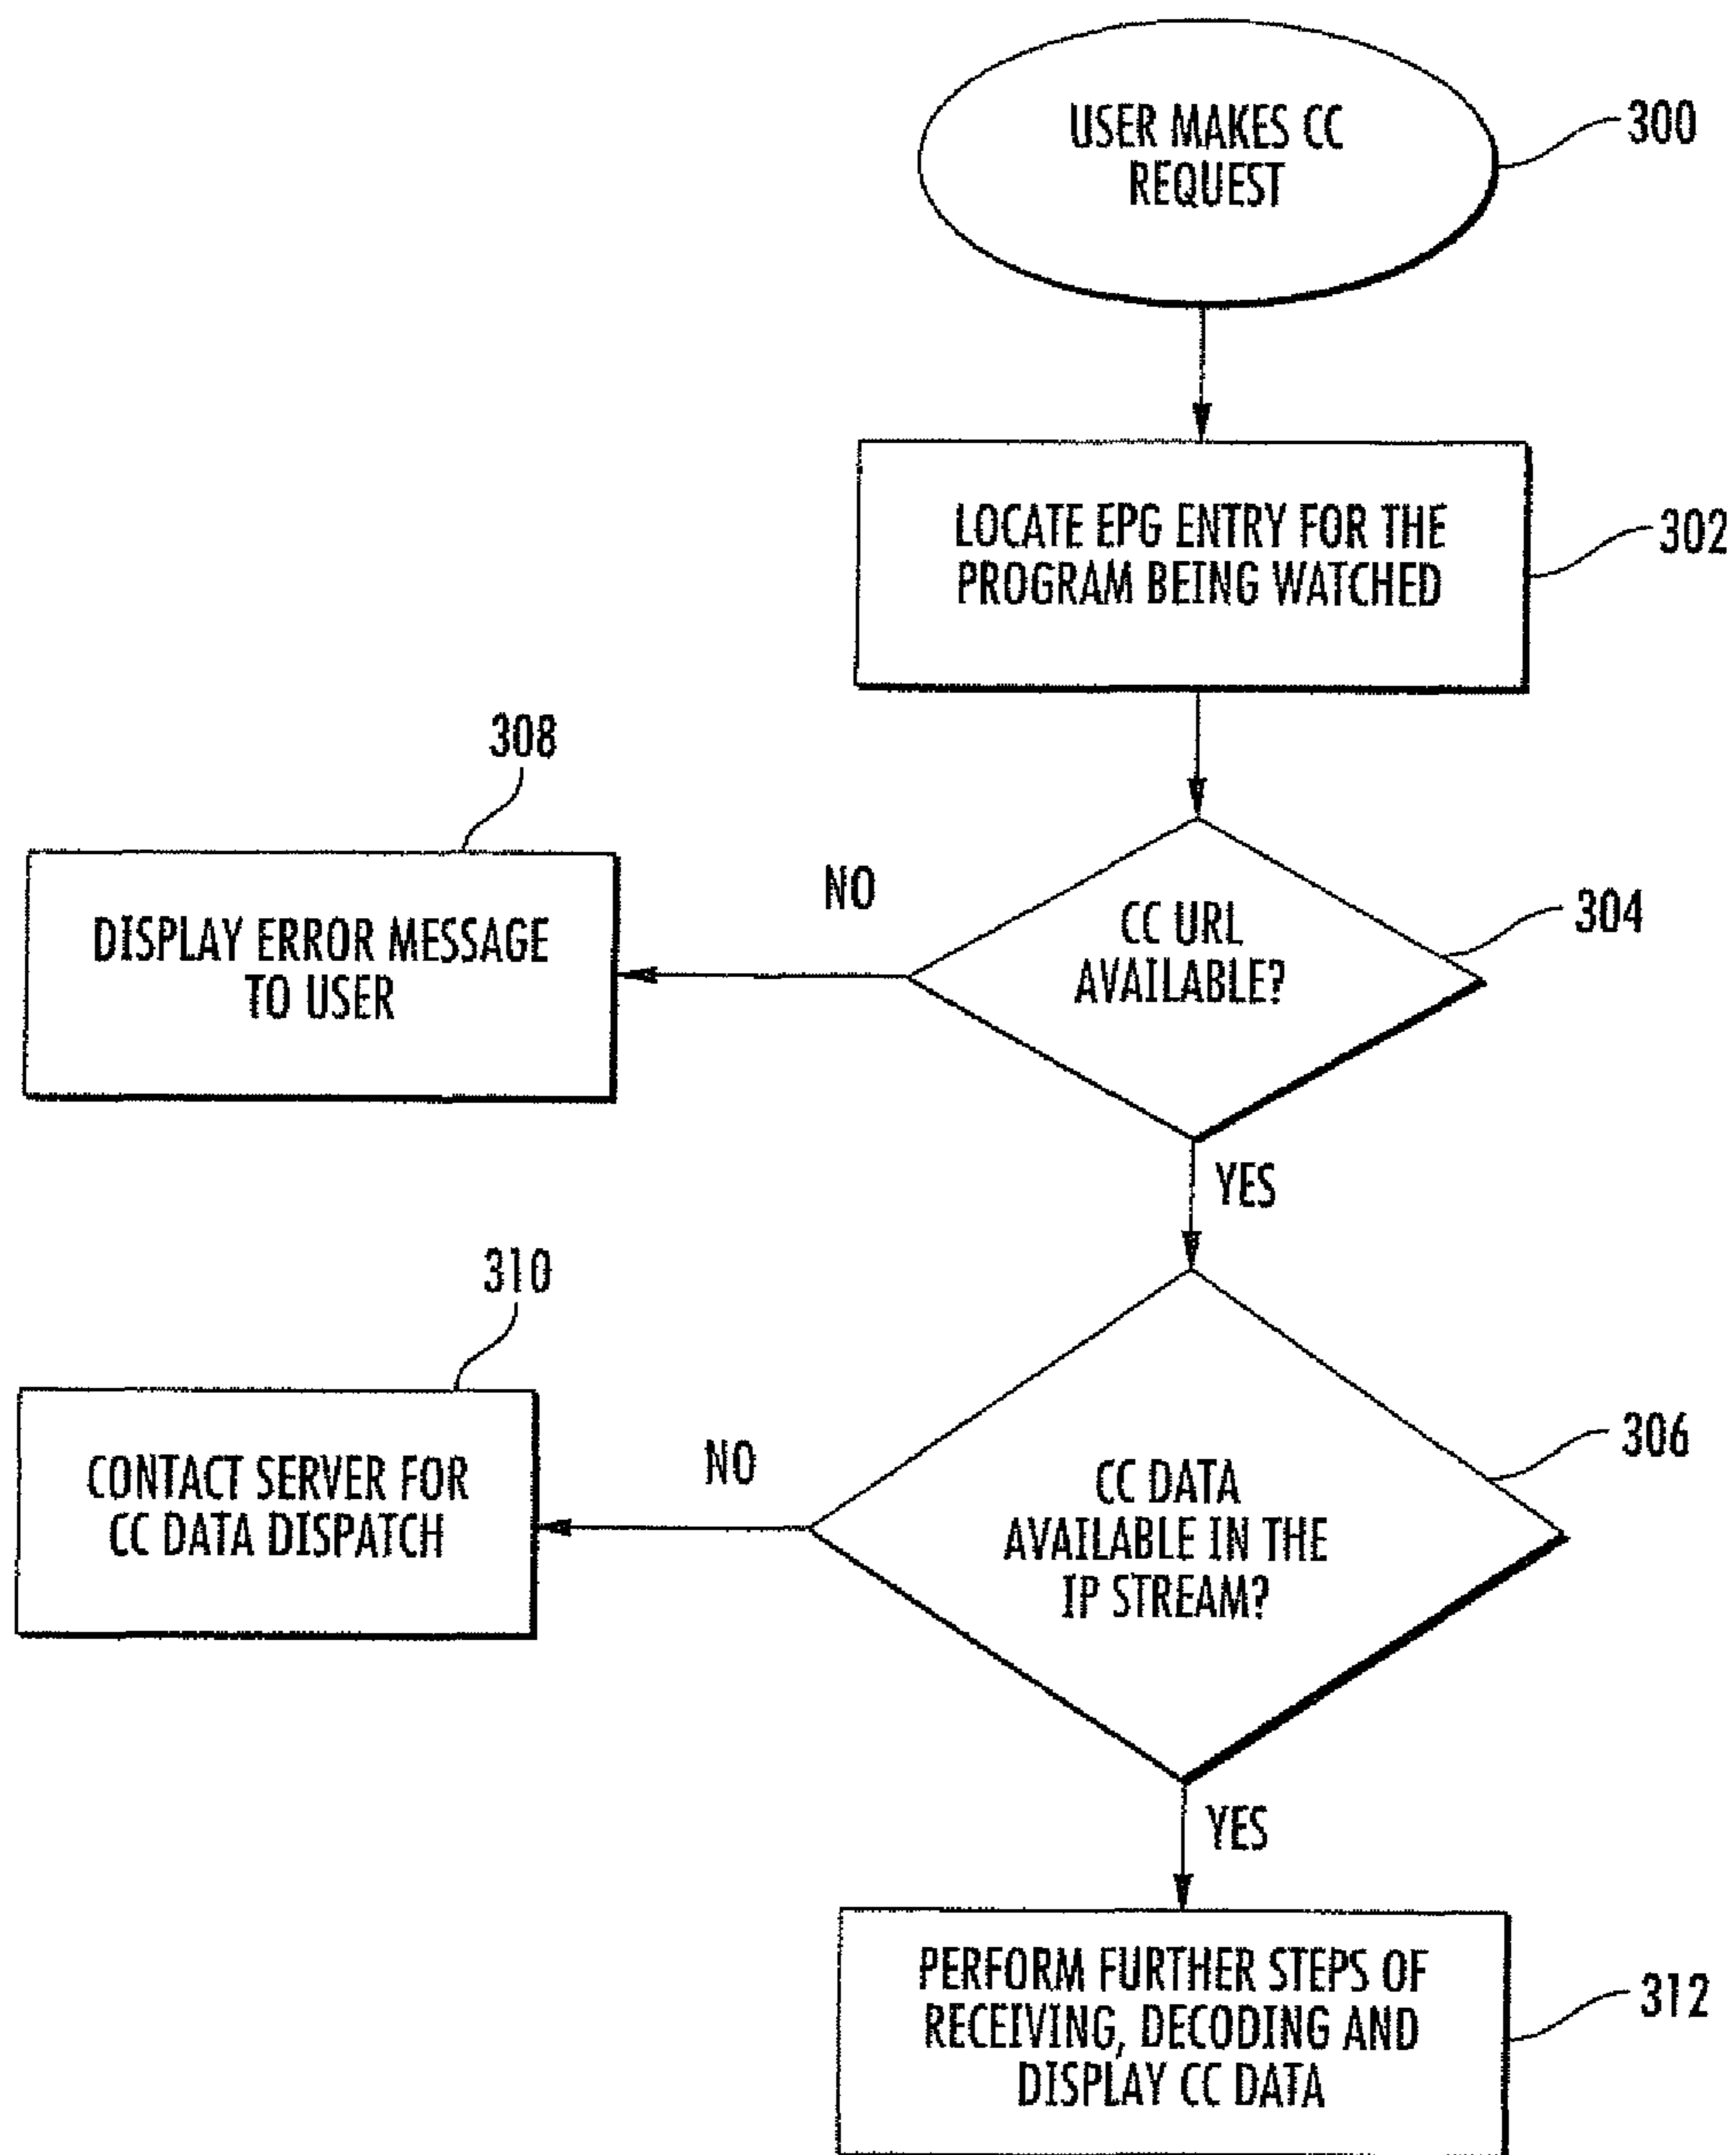 USER MAKES CC
REQUEST
300
LOCATE EPG ENTRY FOR THE
PROGRAM BEING WATCHED
302
308
DISPLAY ERROR MESSAGE
TO USER
NO
CC URL
AVAILABLE?
304
YES
310
CONTACT SERVER FOR
CC DATA DISPATCH
NO
CC DATA
AVAILABLE IN THE
IP STREAM?
306
YES
PERFORM FURTHER STEPS OF
RECEIVING, DECODING AND
DISPLAY CC DATA
312